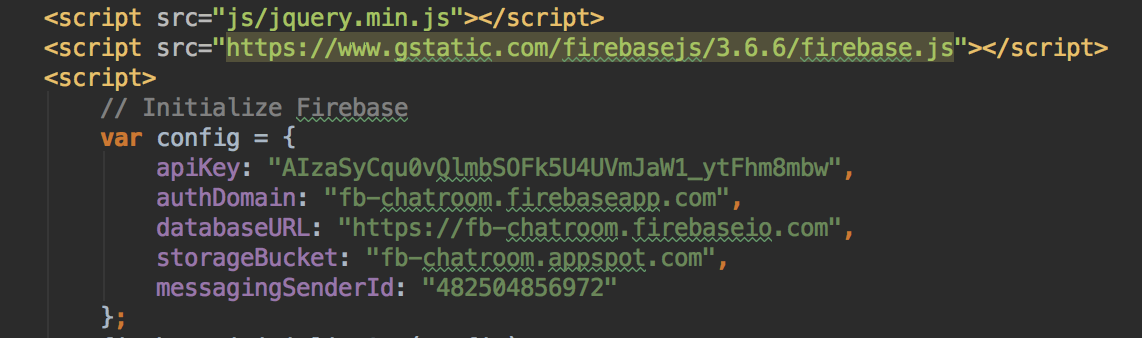 <script src="js/jquery.min.js"></script>
<script src="https://www.gstatic.com/firebasejs/3.6.6/firebase.js"></script>
<script>
// Initialize Firebase
var config = {
apiKey: "AIzaSyCqu0vQlmbSOFk5U4UVmJaW1_ytFhm8mbw",
authDomain: "fb-chatroom.firebaseapp.com",
databaseURL: "https://fb-chatroom.firebaseio.com",
storageBucket: "fb-chatroom.appspot.com",
messagingSenderId: "482504856972"
};